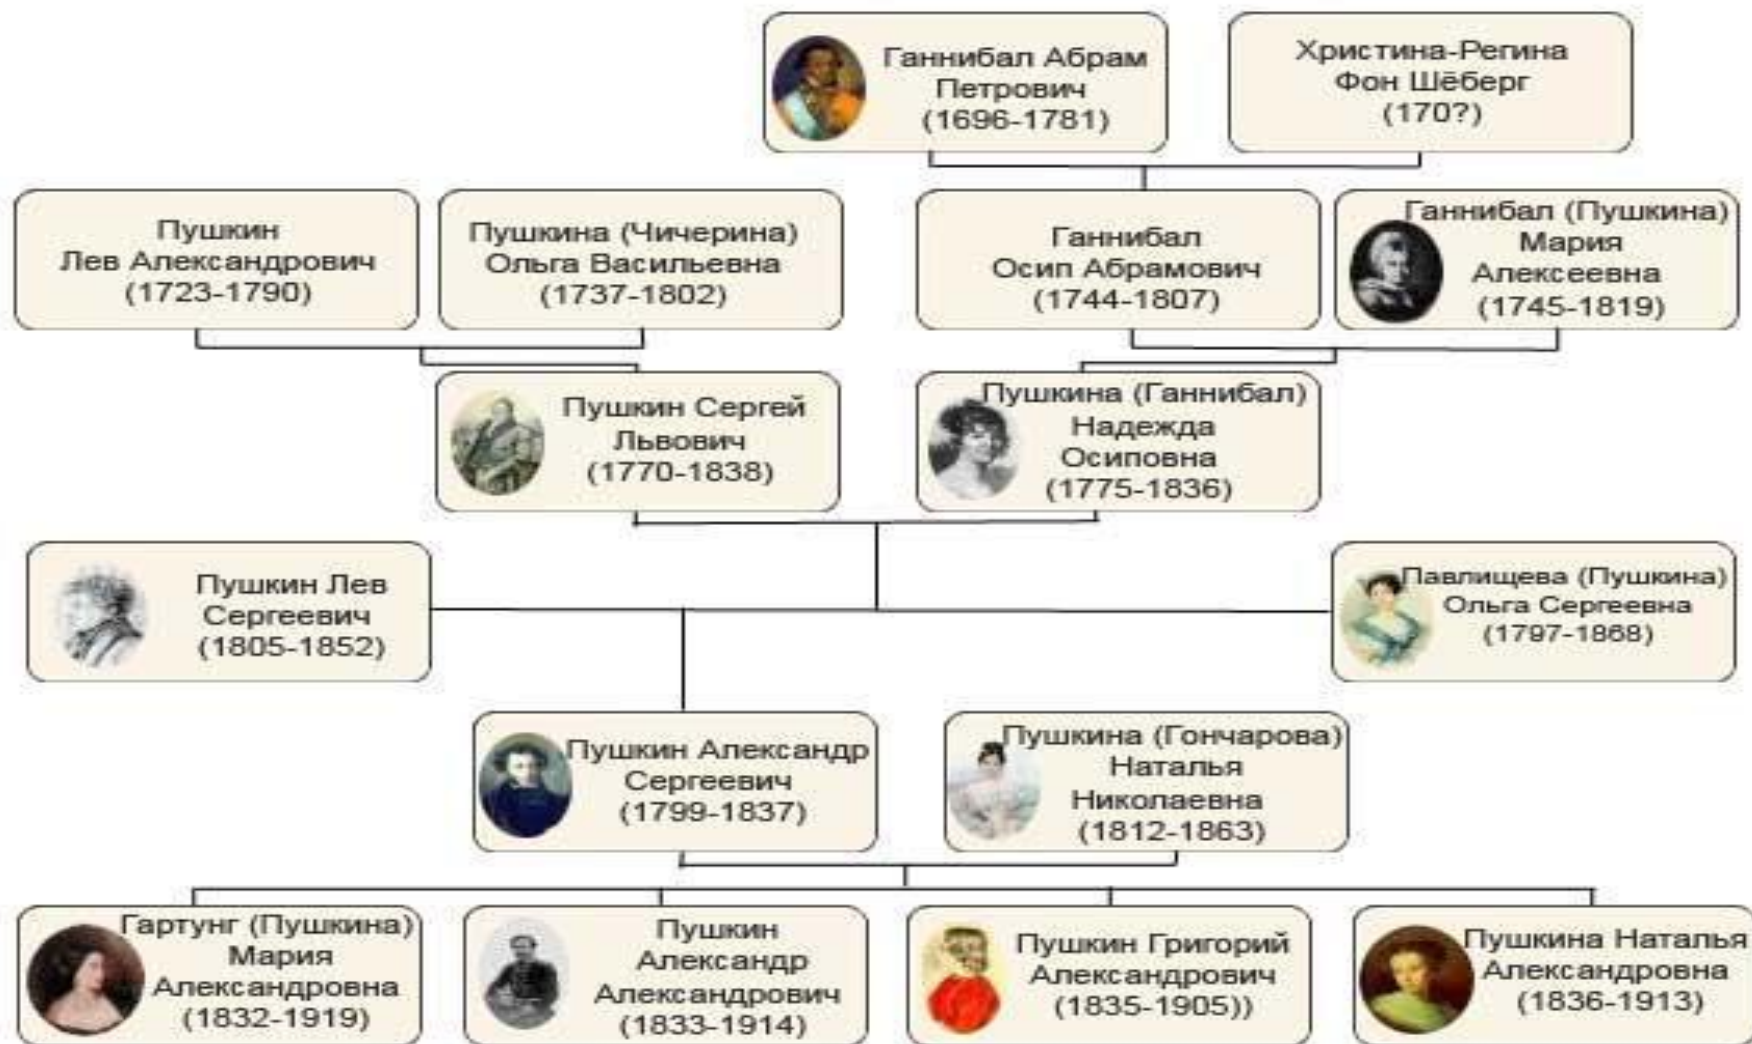 Ганнибал Абрам
Петрович
(1696-1781)
Христина-Регина
Фон Шёберг
(170?)
Пушкин
Лев Александрович
(1723-1790)
Пушкина (Чичерина)
Ольга Васильевна
(1737-1802)
Ганнибал
Осип Абрамович
(1744-1807)
Ганнибал (Пушкина)
Мария
Алексеевна
(1745-1819)
Пушкин Сергей
Львович
(1770-1838)
Пушкина (Ганнибал)
Надежда
Осиповна
(1775-1836)
Пушкин Лев
Сергеевич
(1805-1852)
Павлищева (Пушкина)
Ольга Сергеевна
(1797-1868)
Пушкин Александр
Сергеевич
(1799-1837)
Пушкина (Гончарова)
Наталья
Николаевна
(1812-1863)
Гартунг (Пушкина)
Мария
Александровна
(1832-1919)
Пушкин
Александр
Александрович
(1833-1914)
Пушкин Григорий
Александрович
(1835-1905))
Пушкина Наталья
Александровна
(1836-1913)